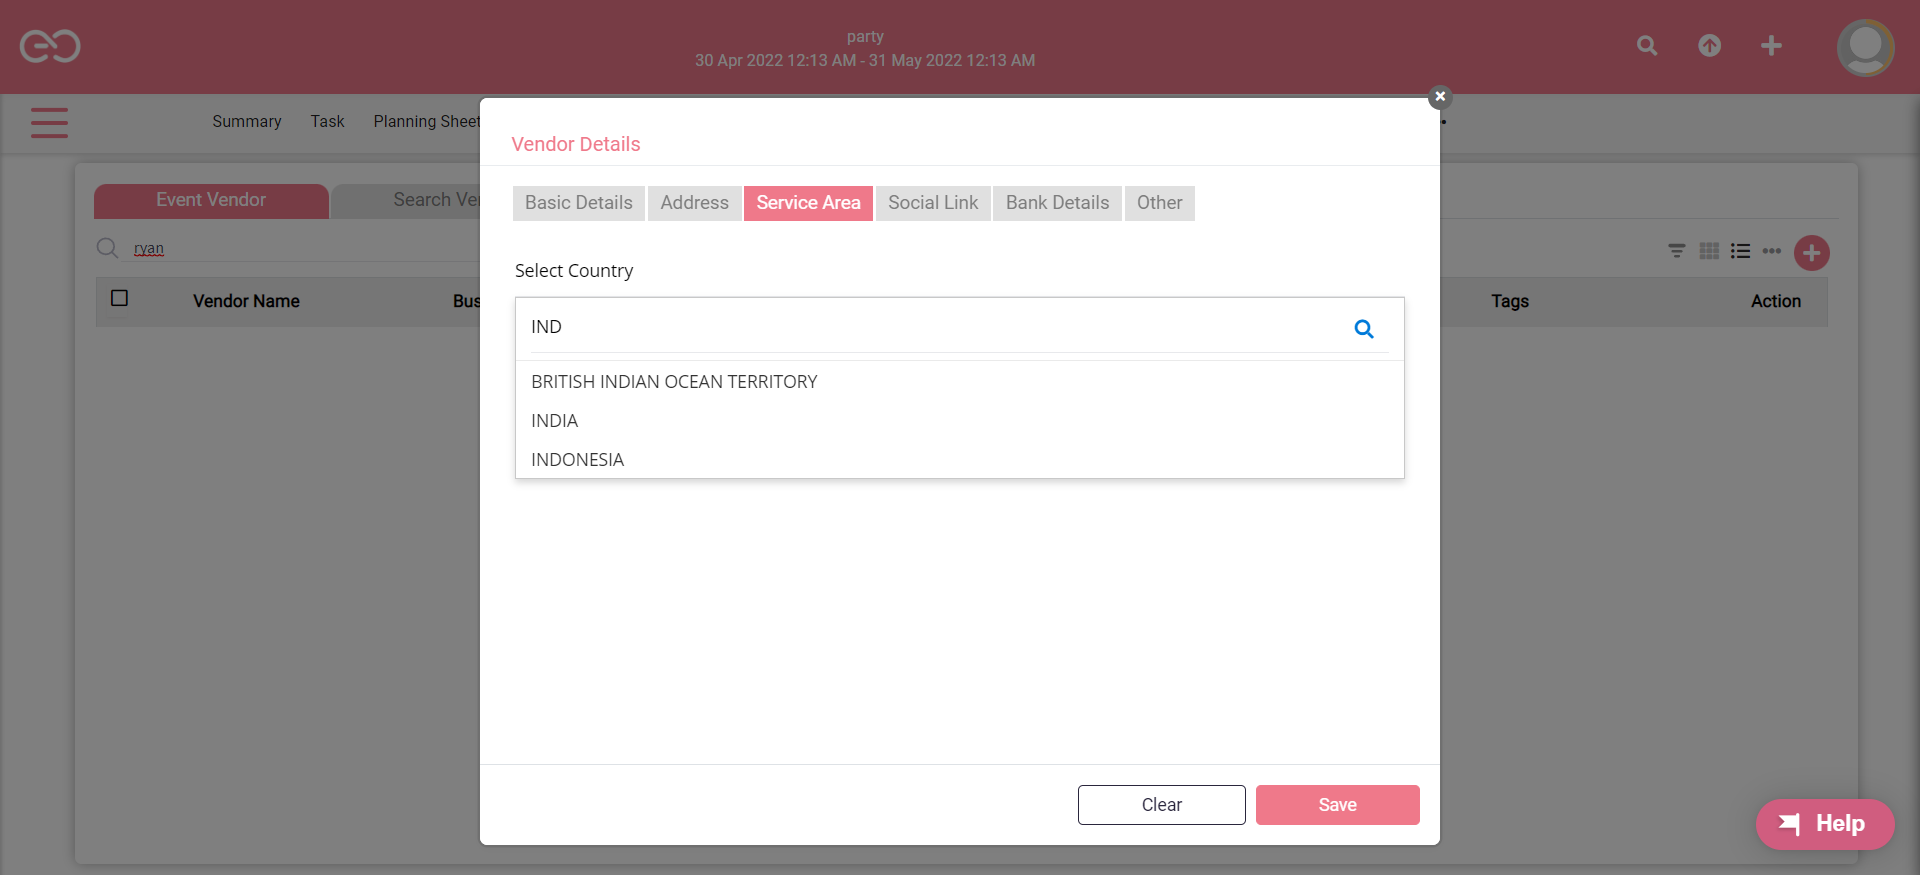 party
30 Apr 2022 12:13 AM - 31 May 2022 12:13 AM
Summary Task Planning Sheet
Vendor Details
Event Vendor Search Ve
Basic Details Address Service Area Social Link Bank Details Other
ryan
Select Country
Vendor Name Bus Tags Action
IND
BRITISH INDIAN OCEAN TERRITORY
INDIA
INDONESIA
Clear Save
Help